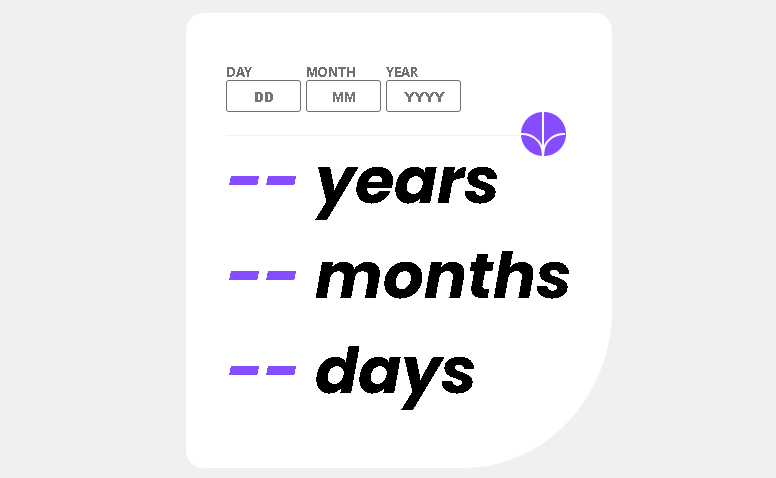 DAY MONTH YEAR
DD MM YYYY
-- years
-- months
-- days